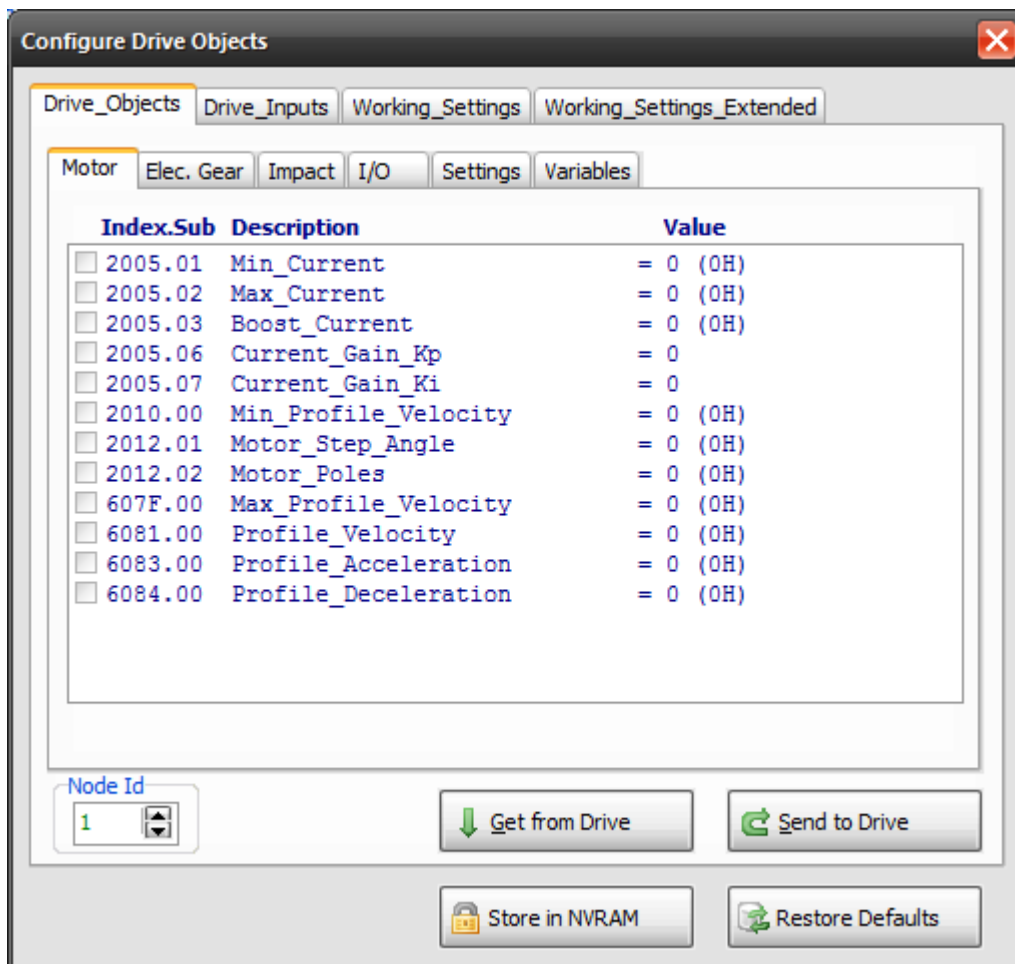 Configure Drive Objects
Drive_Objects Drive_Inputs Working_Settings Working_Settings_Extended
Motor Elec. Gear Impact I/O Settings Variables
Index.Sub Description Value
2005.01 Min_Current = 0 (0H)
2005.02 Max_Current = 0 (0H)
2005.03 Boost_Current = 0 (0H)
2005.06 Current_Gain_Kp = 0
2005.07 Current_Gain_Ki = 0
2010.00 Min_Profile_Velocity = 0 (0H)
2012.01 Motor_Step_Angle = 0 (0H)
2012.02 Motor_Poles = 0 (0H)
607F.00 Max_Profile_Velocity = 0 (0H)
6081.00 Profile_Velocity = 0 (0H)
6083.00 Profile_Acceleration = 0 (0H)
6084.00 Profile_Deceleration = 0 (0H)
Node Id
1 Get from Drive Send to Drive
Store in NVRAM Restore Defaults